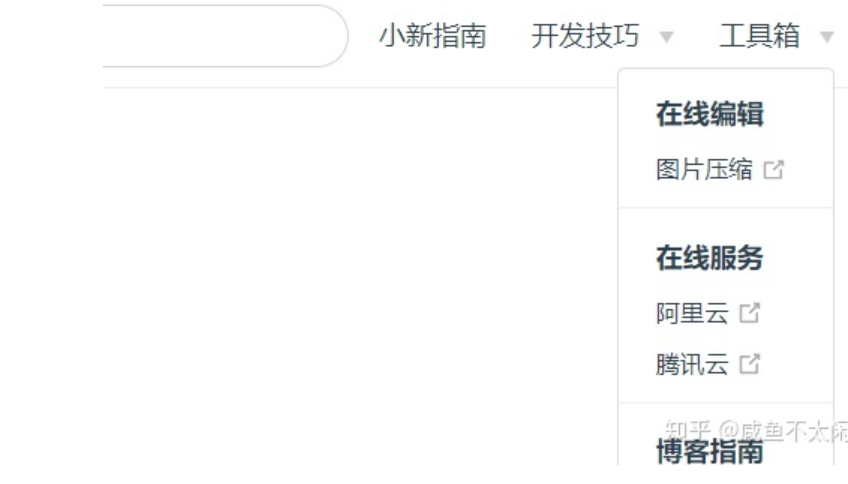 小新指南 开发技巧 工具箱
在线编辑
图片压缩
在线服务
阿里云
腾讯云
知乎 @咸鱼不太闲
博客指南